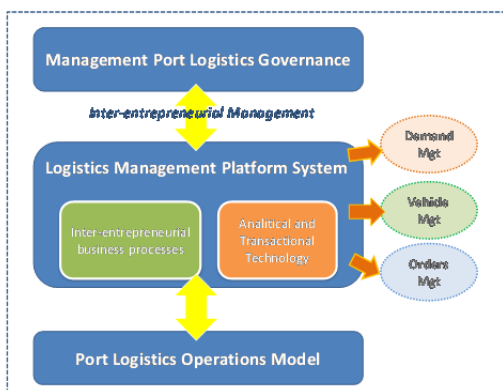 Management Port Logistics Governance
Inter-entrepreneurial Management
Logistics Management Platform System
Inter-entrepreneurial
business processes
Analitical and
Transactional
Technology
Demand
Mgt
Vehicle
Mgt
Orders
Mgt
Port Logistics Operations Model